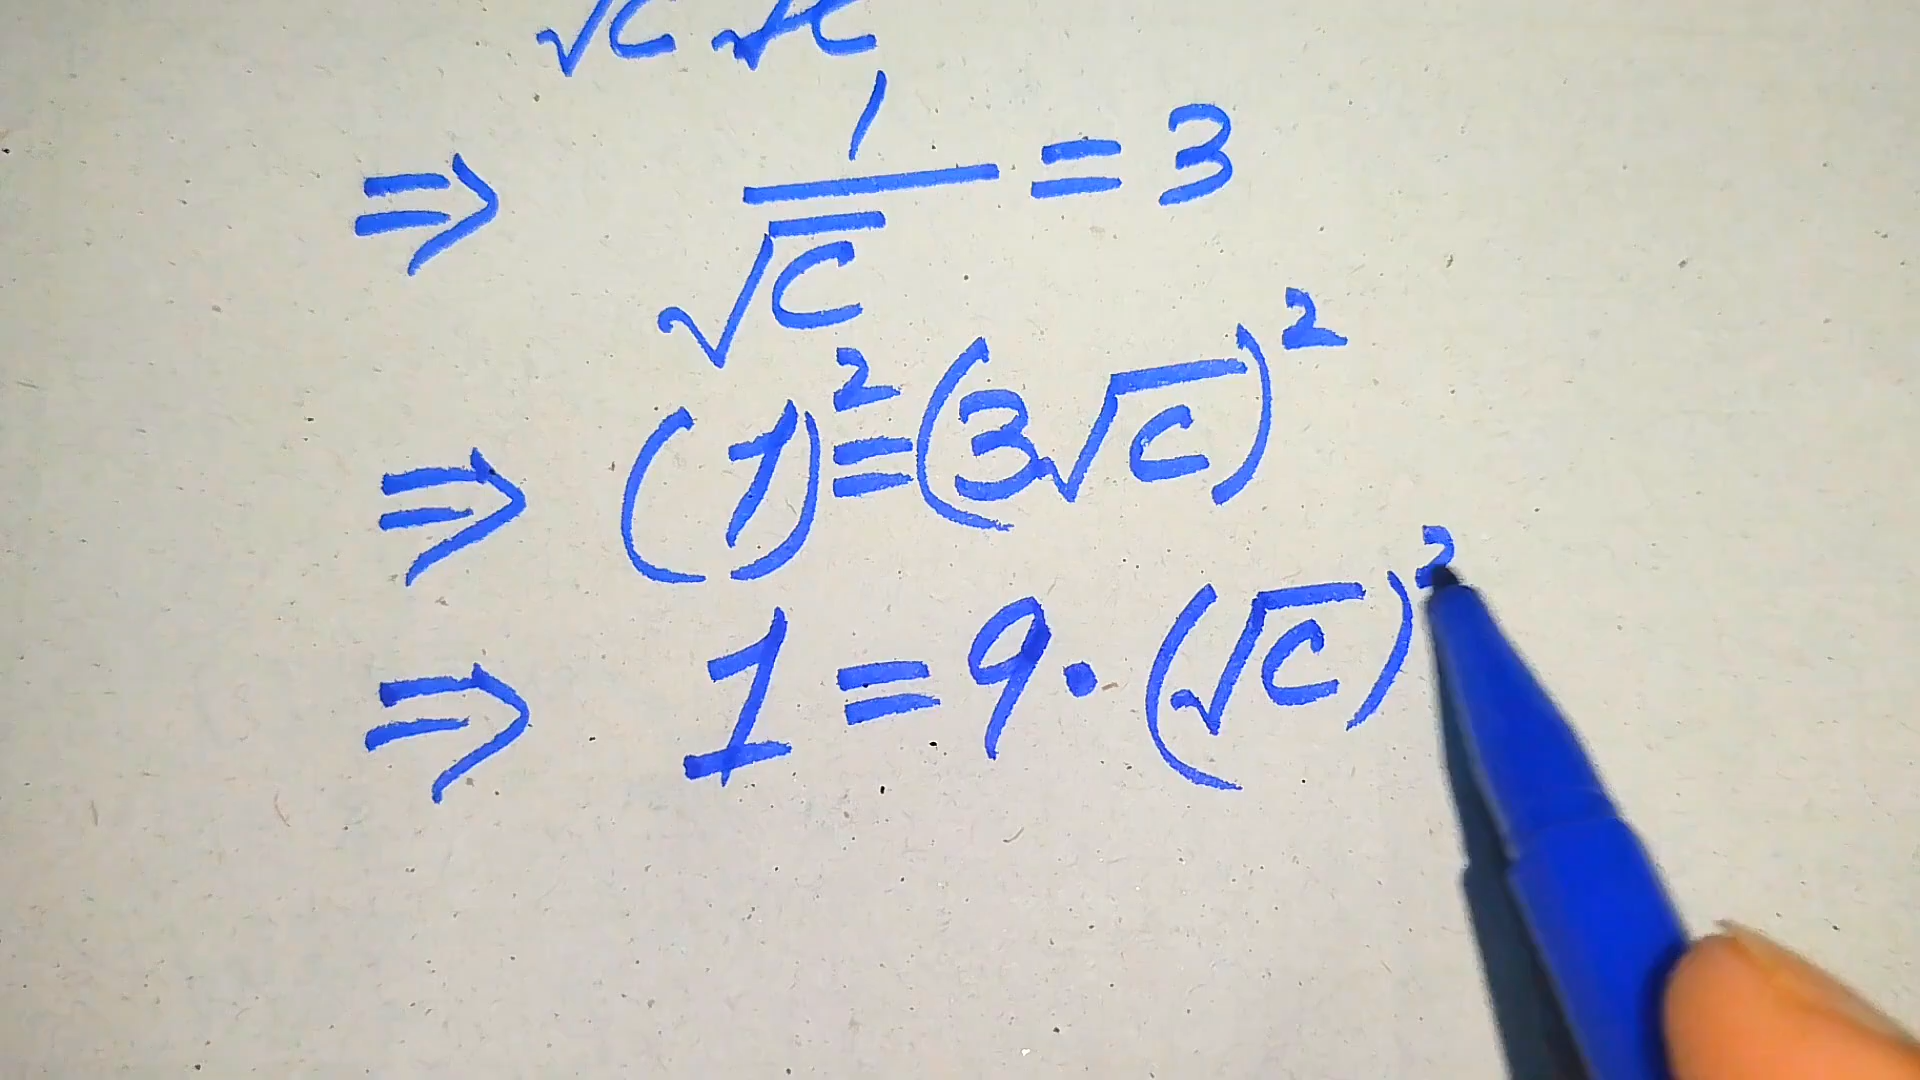 √c √c
⇒ 1/√c = 3
⇒ (1)² = (3√c)²
⇒ 1 = 9·(√c)²